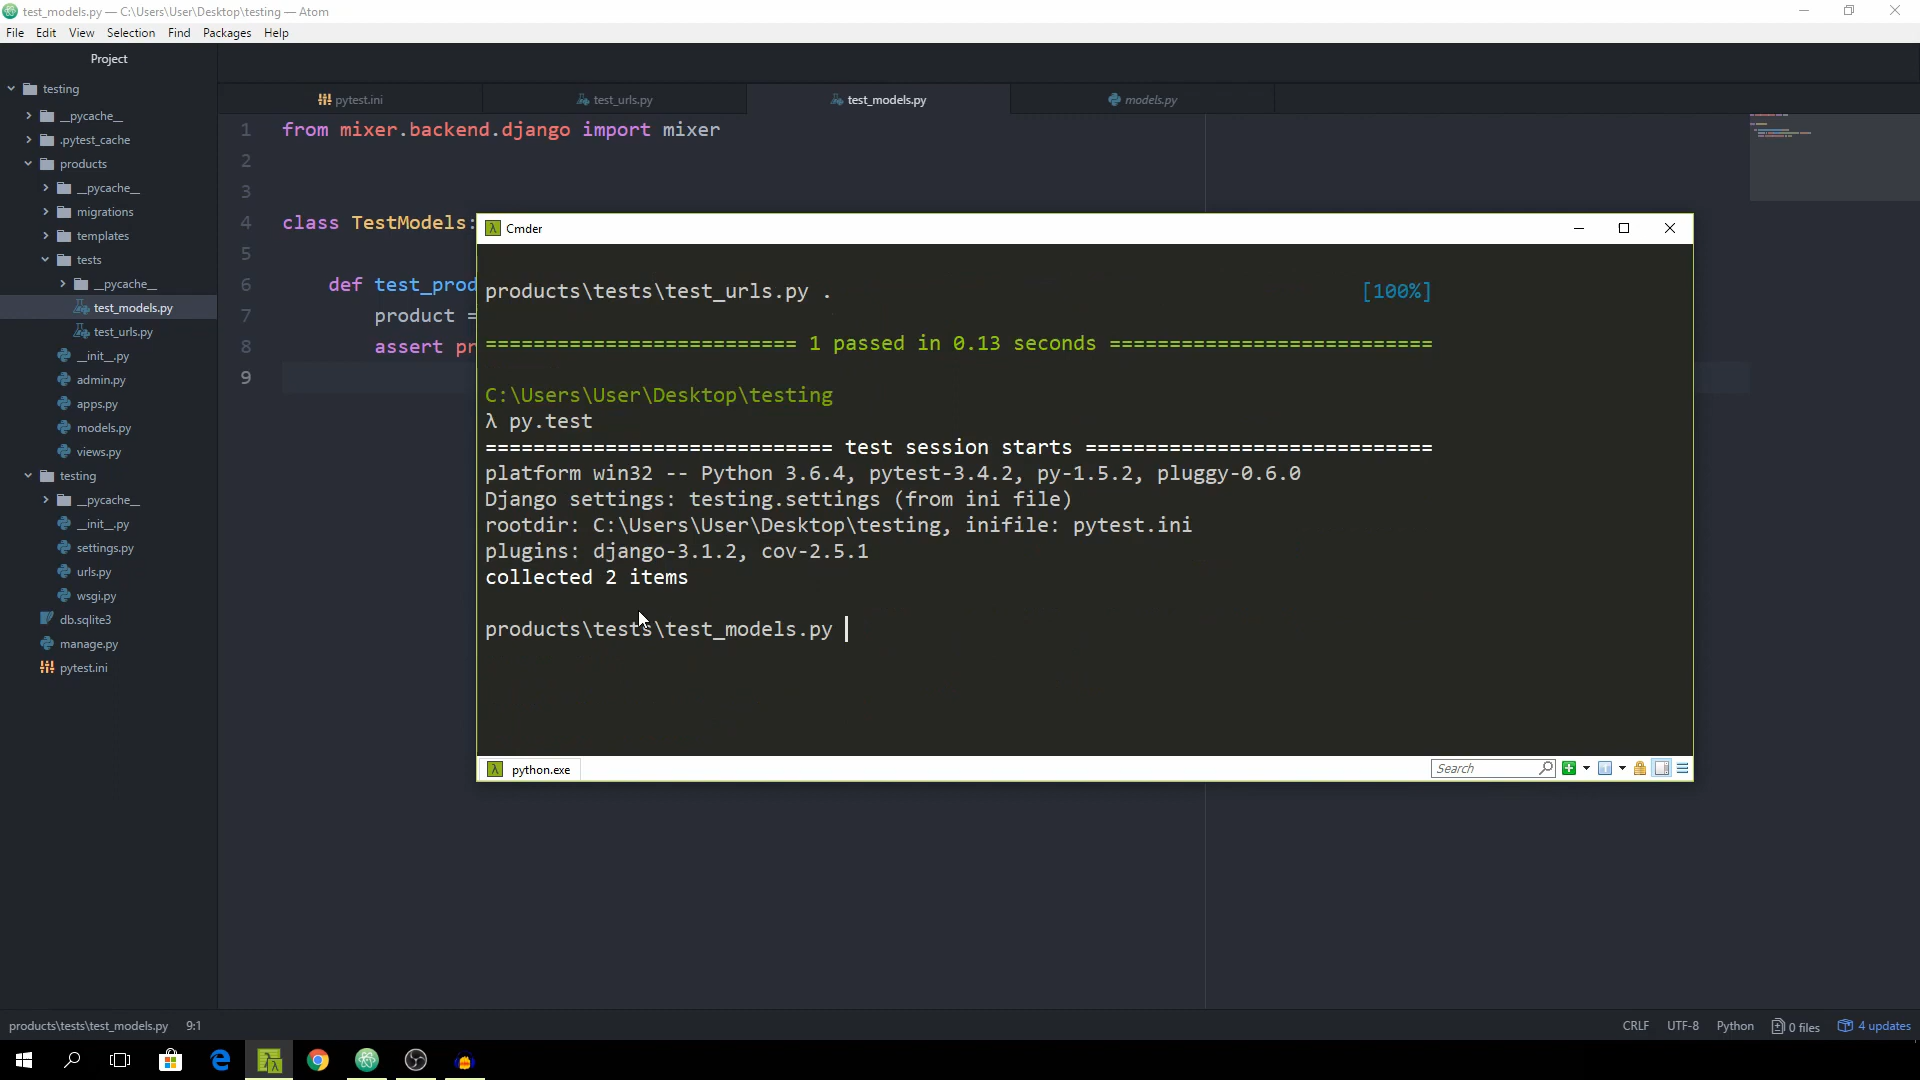 test_models.py — C:\Users\User\Desktop\testing — Atom
File Edit View Selection Find Packages Help
Project
testing
__pycache__
.pytest_cache
products
__pycache__
migrations
templates
tests
__pycache__
test_models.py
test_urls.py
__init__.py
admin.py
apps.py
models.py
views.py
testing
__pycache__
__init__.py
settings.py
urls.py
wsgi.py
db.sqlite3
manage.py
pytest.ini
pytest.ini test_urls.py test_models.py models.py
1 from mixer.backend.django import mixer
2
3
4 class TestModels:
5
6 def test_prod
7 product =
8 assert pr
9
Cmder
products\tests\test_urls.py . [100%]
========================== 1 passed in 0.13 seconds ===========================
C:\Users\User\Desktop\testing
λ py.test
============================= test session starts =============================
platform win32 -- Python 3.6.4, pytest-3.4.2, py-1.5.2, pluggy-0.6.0
Django settings: testing.settings (from ini file)
rootdir: C:\Users\User\Desktop\testing, inifile: pytest.ini
plugins: django-3.1.2, cov-2.5.1
collected 2 items
products\tests\test_models.py
python.exe Search
products\tests\test_models.py 9:1 CRLF UTF-8 Python 0 files 4 updates